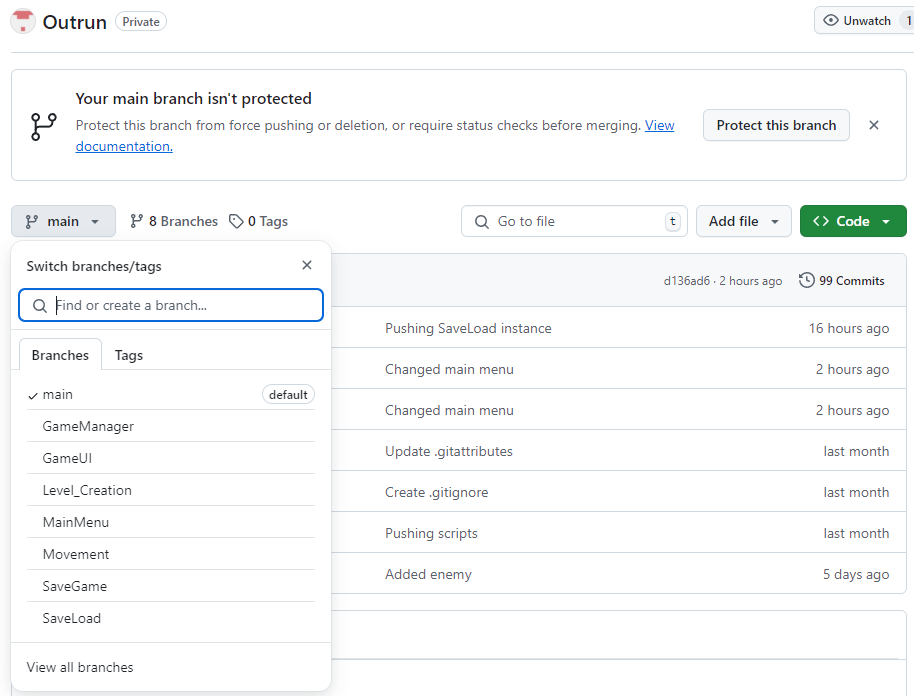 Outrun Private
Unwatch 1
Your main branch isn't protected
Protect this branch from force pushing or deletion, or require status checks before merging. View
documentation.
Protect this branch
main 8 Branches 0 Tags
Go to file t
Add file
Code
Switch branches/tags
Find or create a branch...
Branches Tags
main default
GameManager
GameUI
Level_Creation
MainMenu
Movement
SaveGame
SaveLoad
View all branches
d136ad6 · 2 hours ago 99 Commits
Pushing SaveLoad instance 16 hours ago
Changed main menu 2 hours ago
Changed main menu 2 hours ago
Update .gitattributes last month
Create .gitignore last month
Pushing scripts last month
Added enemy 5 days ago